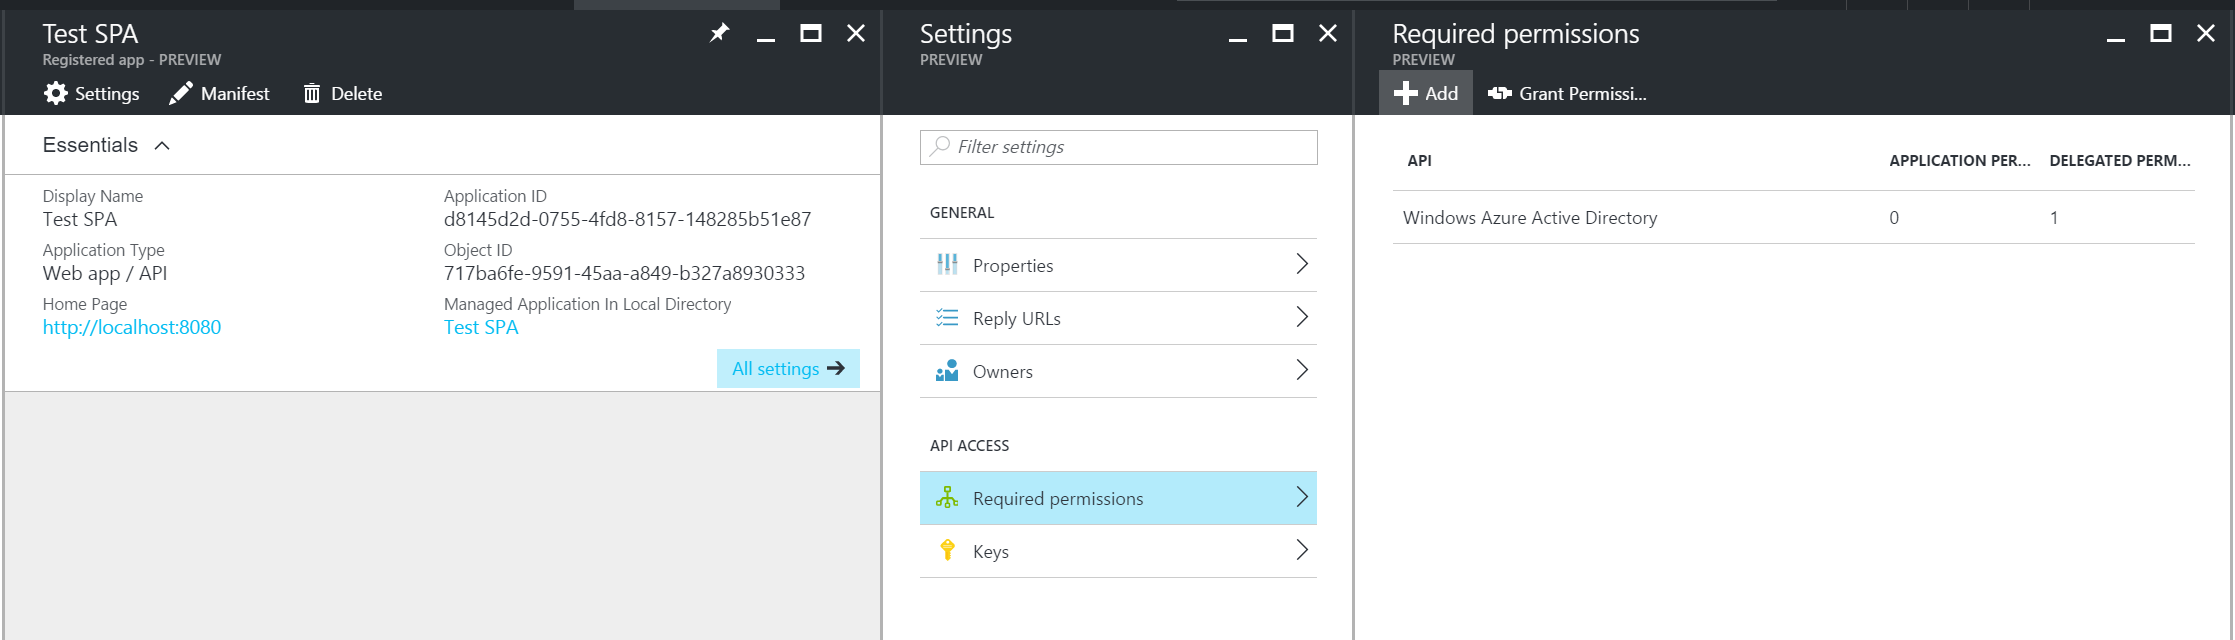 Test SPA
Registered app - PREVIEW
Settings
Manifest
Delete
Essentials
Display Name
Test SPA
Application Type
Web app / API
Home Page
http://localhost:8080
Application ID
d8145d2d-0755-4fd8-8157-148285b51e87
Object ID
717ba6fe-9591-45aa-a849-b327a8930333
Managed Application In Local Directory
Test SPA
All settings
Settings
PREVIEW
Filter settings
GENERAL
Properties
Reply URLs
Owners
API ACCESS
Required permissions
Keys
Required permissions
PREVIEW
Add
Grant Permissi...
API
APPLICATION PER...
DELEGATED PERM...
Windows Azure Active Directory
0
1